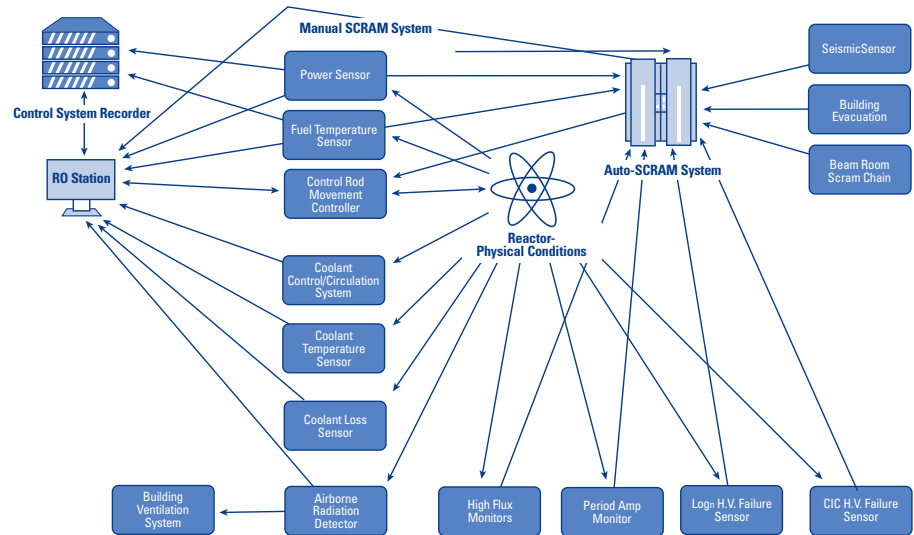 Manual SCRAM System
SeismicSensor
Power Sensor
Control System Recorder
Building
Evacuation
Fuel Temperature
Sensor
Beam Room
Scram Chain
Auto-SCRAM System
RO Station
Control Rod
Movement
Controller
Reactor-
Physical Conditions
Coolant
Control/Circulation
System
Coolant
Temperature
Sensor
Coolant Loss
Sensor
Building
Ventilation
System
Airborne
Radiation
Detector
High Flux
Monitors
Period Amp
Monitor
Logn H.V. Failure
Sensor
CIC H.V. Failure
Sensor